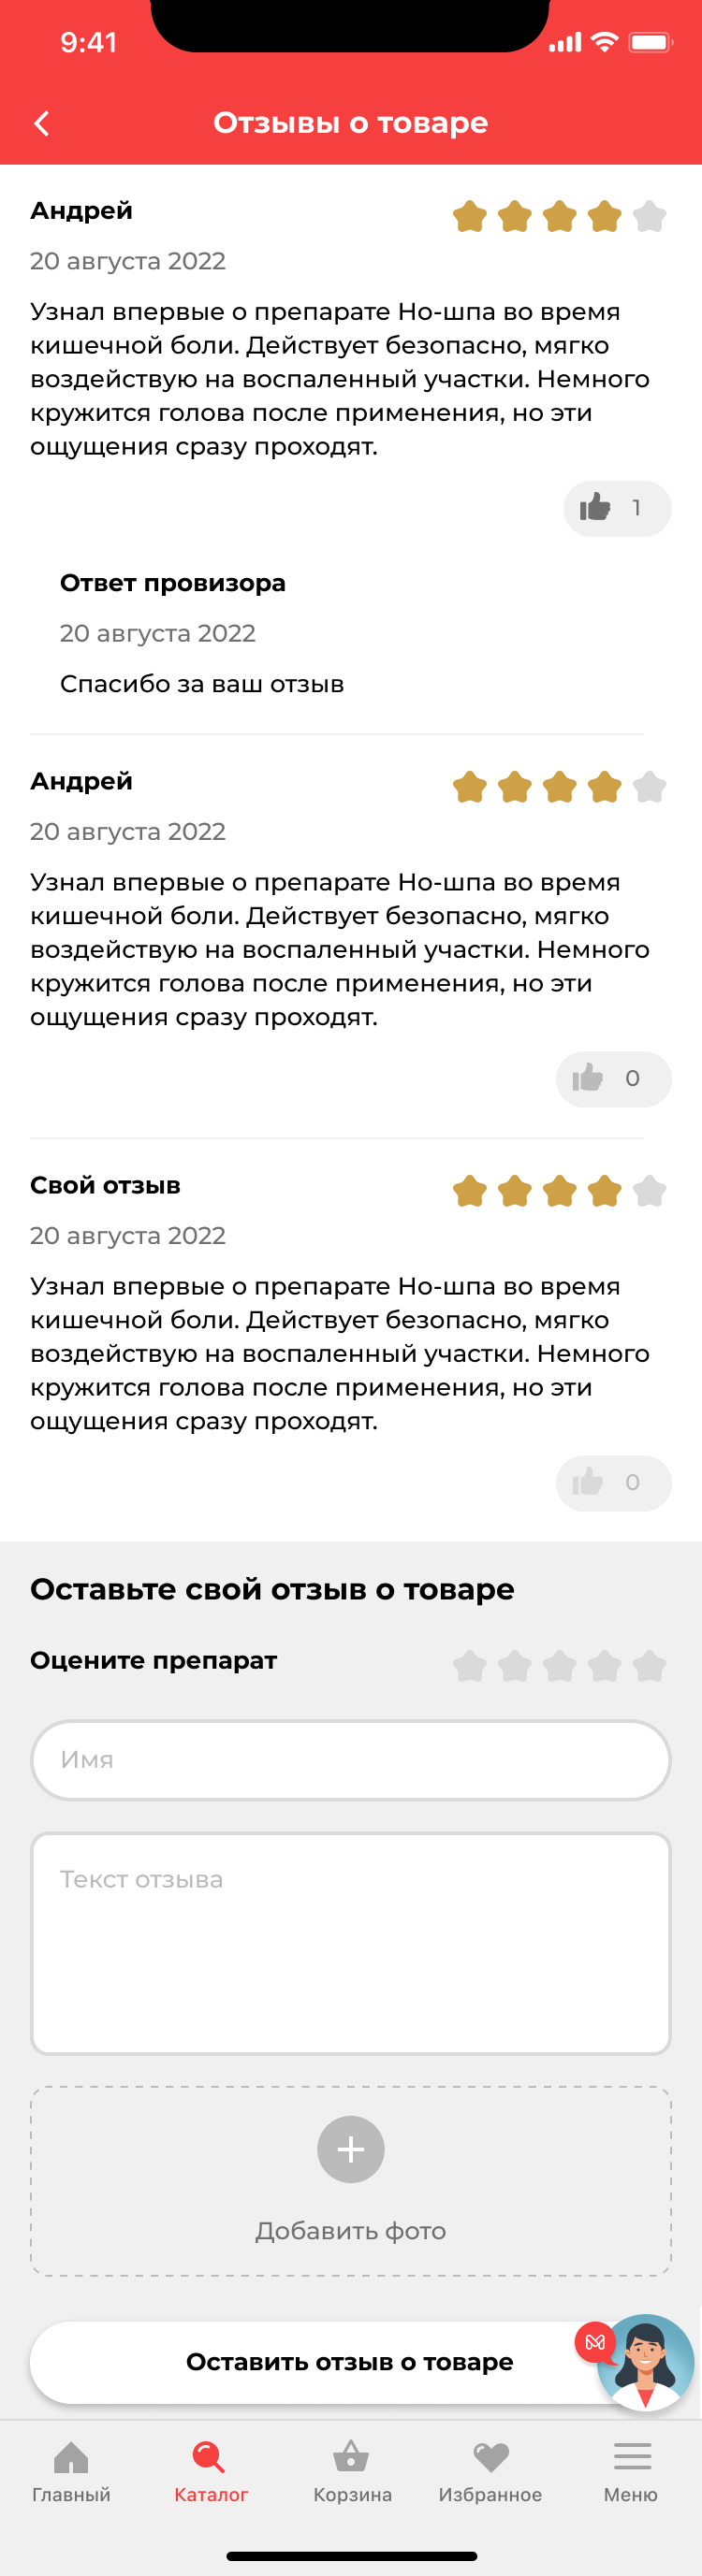 9:41
Отзывы о товаре
Андрей
20 августа 2022
Узнал впервые о препарате Но-шпа во время
кишечной боли. Действует безопасно, мягко
воздействую на воспаленный участки. Немного
кружится голова после применения, но эти
ощущения сразу проходят.
1
Ответ провизора
20 августа 2022
Спасибо за ваш отзыв
Андрей
20 августа 2022
Узнал впервые о препарате Но-шпа во время
кишечной боли. Действует безопасно, мягко
воздействую на воспаленный участки. Немного
кружится голова после применения, но эти
ощущения сразу проходят.
0
Свой отзыв
20 августа 2022
Узнал впервые о препарате Но-шпа во время
кишечной боли. Действует безопасно, мягко
воздействую на воспаленный участки. Немного
кружится голова после применения, но эти
ощущения сразу проходят.
0
Оставьте свой отзыв о товаре
Оцените препарат
Имя
Текст отзыва
Добавить фото
Оставить отзыв о товаре
Главный Каталог Корзина Избранное Меню